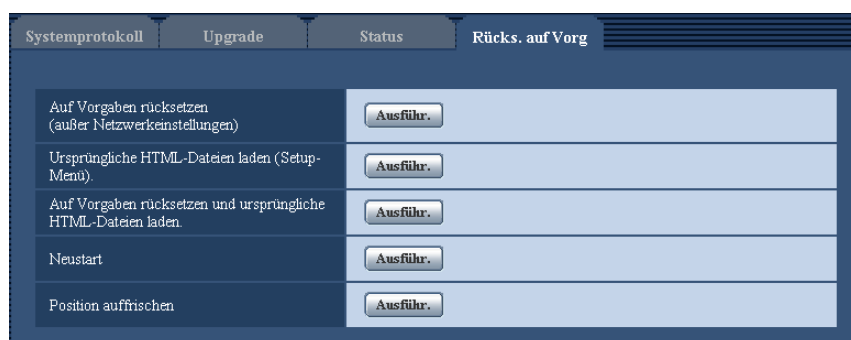 Systemprotokoll Upgrade Status Rücks. auf Vorg
Auf Vorgaben rücksetzen
(außer Netzwerkeinstellungen)
Ausführ.
Ursprüngliche HTML-Dateien laden (Setup-
Menü).
Ausführ.
Auf Vorgaben rücksetzen und ursprüngliche
HTML-Dateien laden.
Ausführ.
Neustart
Ausführ.
Position auffrischen
Ausführ.